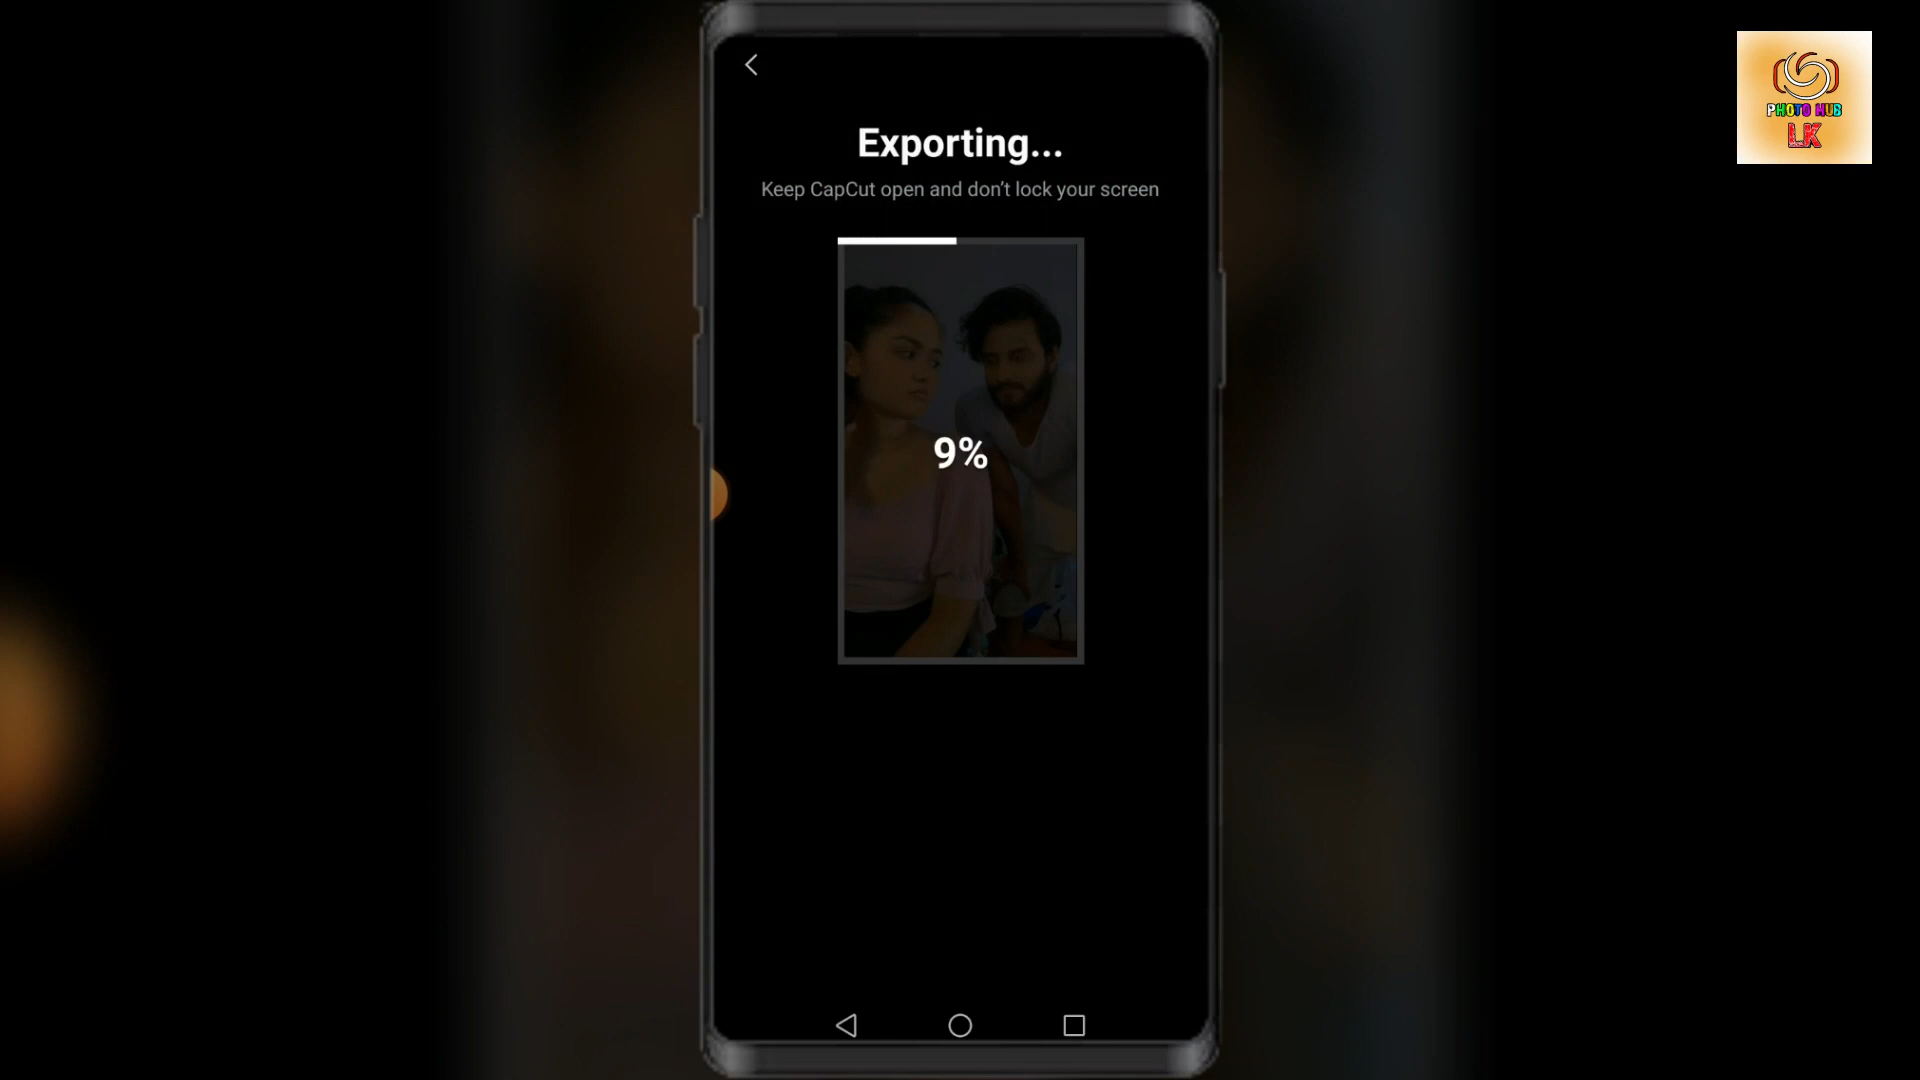 Exporting...
Keep CapCut open and don't lock your screen
9%
PHOTO HUB
LK